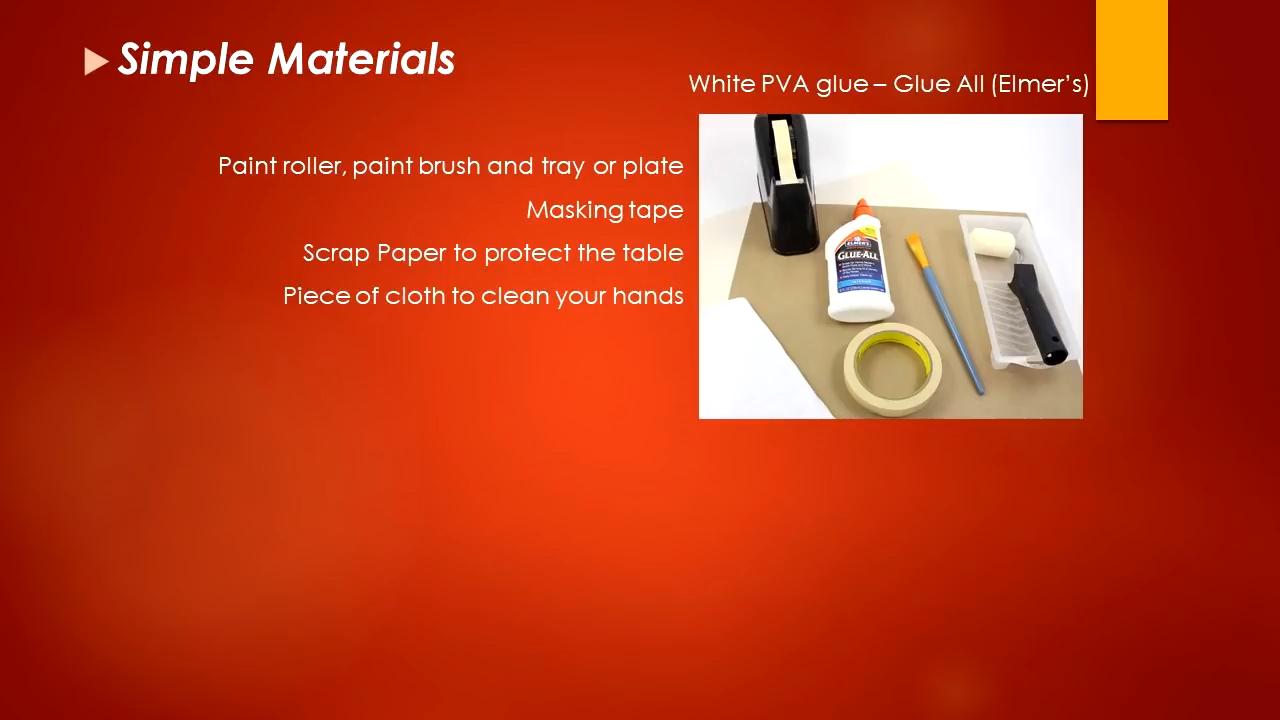 Simple Materials
White PVA glue – Glue All (Elmer's)
Paint roller, paint brush and tray or plate
Masking tape
Scrap Paper to protect the table
Piece of cloth to clean your hands
ELMER'S
GLUE-ALL